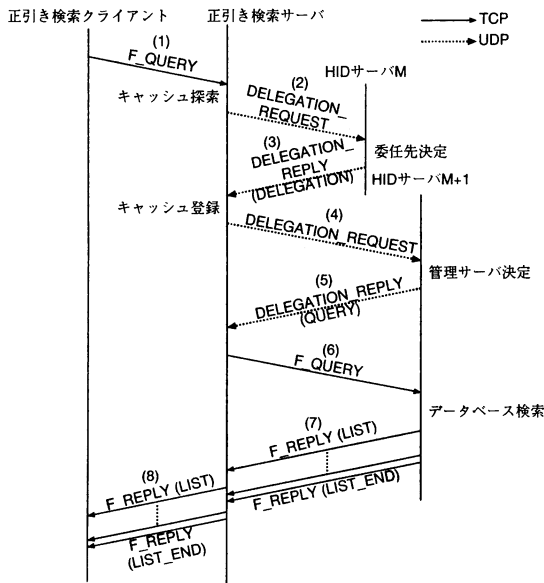 正引き検索クライアント
正引き検索サーバ
TCP
UDP
(1)
F_QUERY
キャッシュ探索
(2)
DELEGATION_
REQUEST
HIDサーバM
(3)
DELEGATION_
REPLY
(DELEGATION)
委任先決定
HIDサーバM+1
キャッシュ登録
(4)
DELEGATION_REQUEST
管理サーバ決定
(5)
DELEGATION_REPLY
(QUERY)
(6)
F_QUERY
データベース検索
(7)
F_REPLY (LIST)
F_REPLY (LIST_END)
(8)
F_REPLY (LIST)
F_REPLY
(LIST_END)